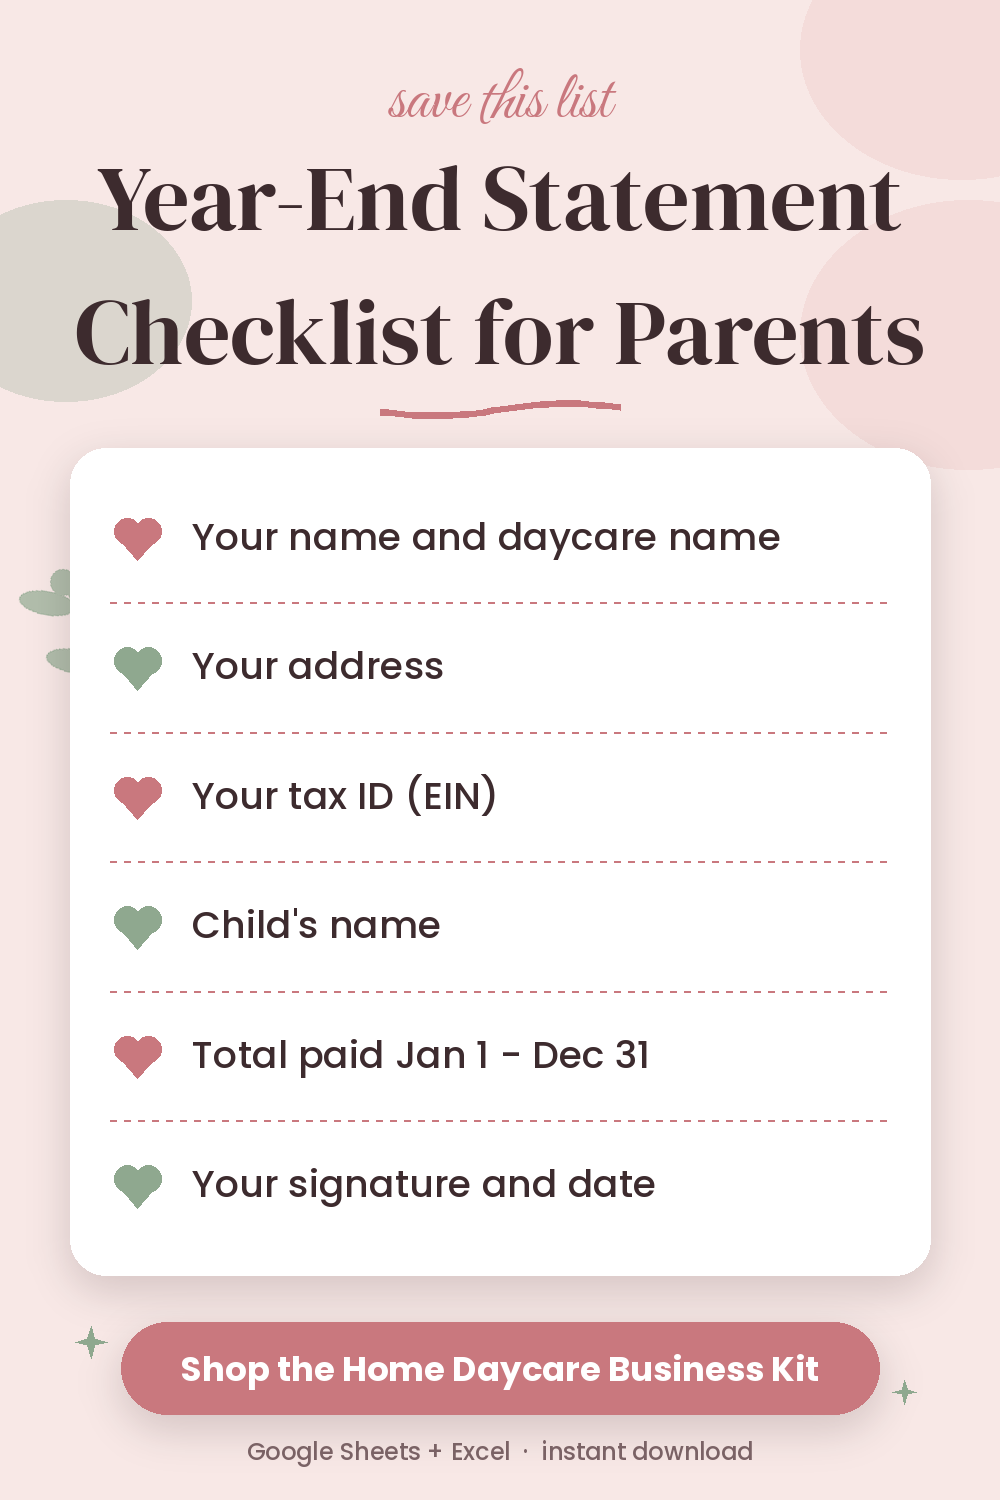 save this list
Year-End Statement
Checklist for Parents
Your name and daycare name
Your address
Your tax ID (EIN)
Child's name
Total paid Jan 1 - Dec 31
Your signature and date
Shop the Home Daycare Business Kit
Google Sheets + Excel · instant download